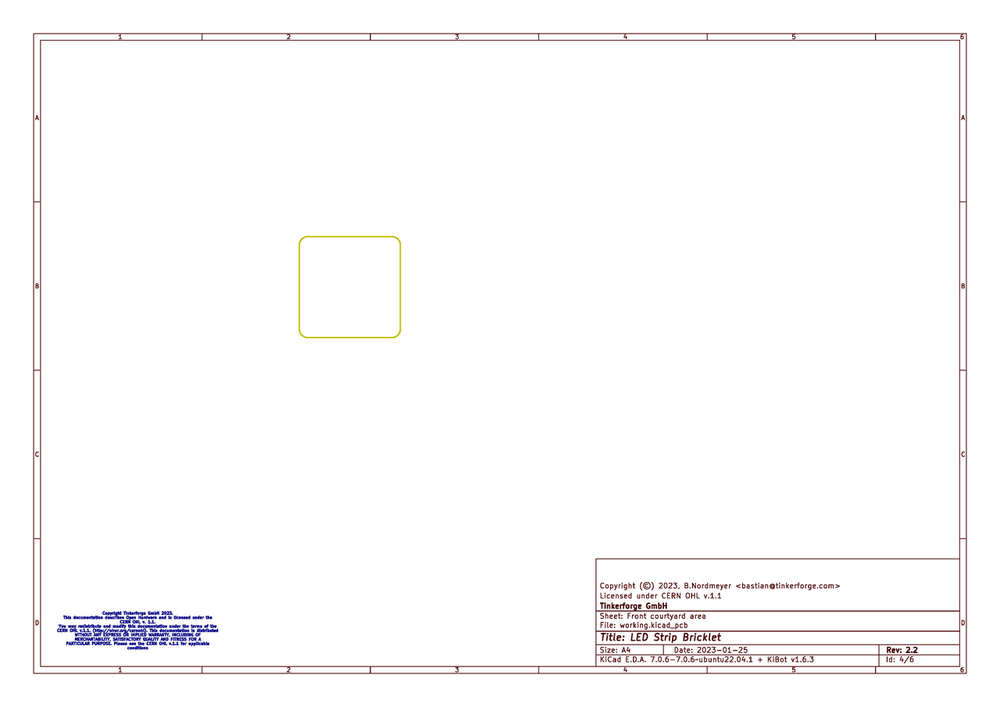 1 2 3 4 5 6
A A
B B
C C
D D
Copyright (©) 2023, B.Nordmeyer <bastian@tinkerforge.com>
Licensed under CERN OHL v.1.1
Tinkerforge GmbH
Sheet: Front courtyard area
File: working.kicad_pcb
Title: LED Strip Bricklet
Size: A4 Date: 2023-01-25 Rev: 2.2
KiCad E.D.A. 7.0.6-7.0.6-ubuntu22.04.1 + KiBot v1.6.3 Id: 4/6
Copyright Tinkerforge GmbH 2023.
This documentation describes Open Hardware and is licensed under the
CERN OHL v. 1.1.
You may redistribute and modify this documentation under the terms of the
CERN OHL v.1.1. (http://ohwr.org/cernohl). This documentation is distributed
WITHOUT ANY EXPRESS OR IMPLIED WARRANTY, INCLUDING OF
MERCHANTABILITY, SATISFACTORY QUALITY AND FITNESS FOR A
PARTICULAR PURPOSE. Please see the CERN OHL v.1.1 for applicable
conditions
1 2 3 4 5 6